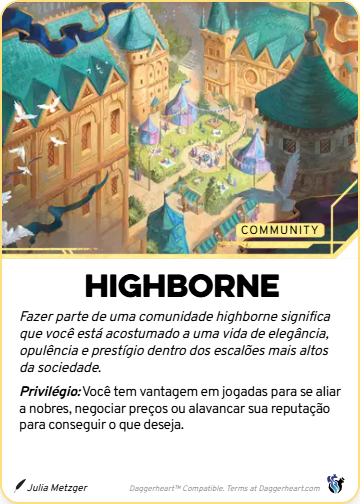 COMMUNITY
HIGHBORNE
Fazer parte de uma comunidade highborne significa
que você está acostumado a uma vida de elegância,
opulência e prestígio dentro dos escalões mais altos
da sociedade.
Privilégio: Você tem vantagem em jogadas para se aliar
a nobres, negociar preços ou alavancar sua reputação
para conseguir o que deseja.
Julia Metzger
Daggerheart™ Compatible. Terms at Daggerheart.com